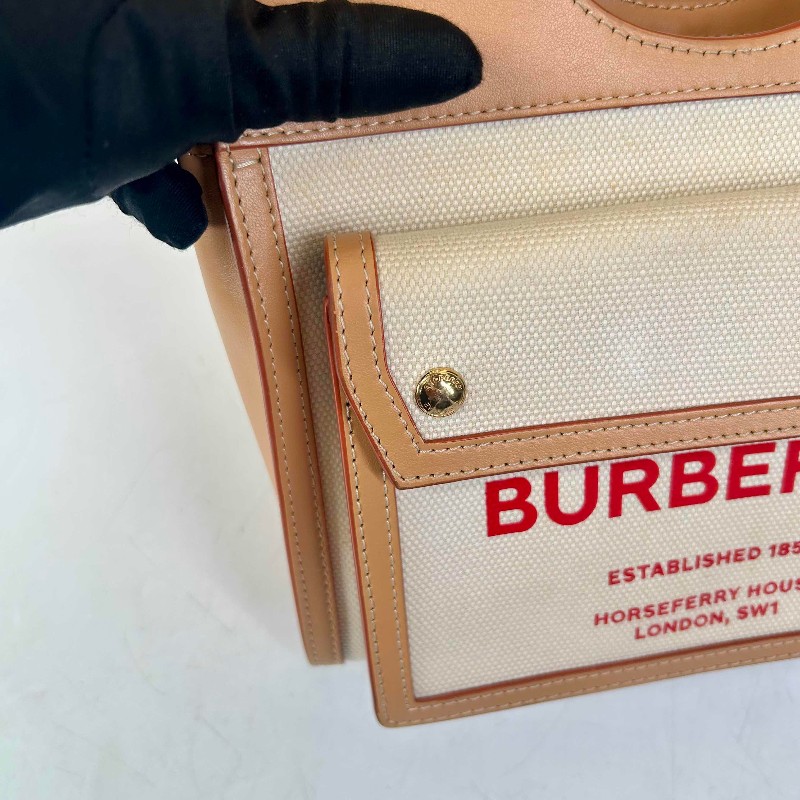 BURBER
ESTABLISHED 185
HORSEFERRY HOUS
LONDON, SW1